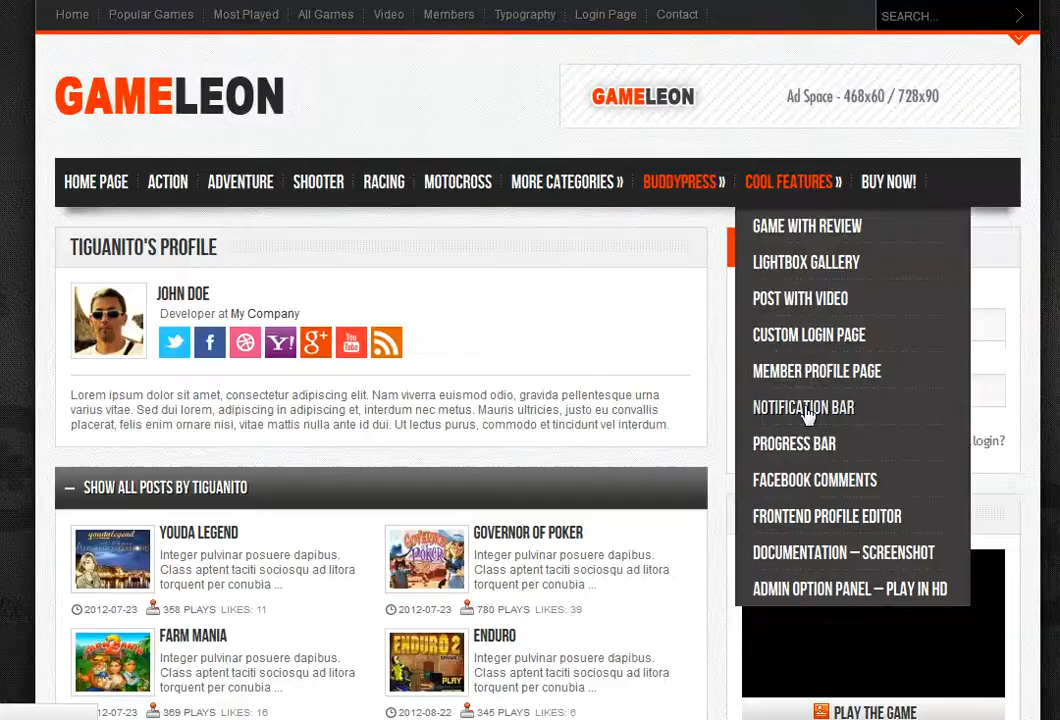 Home Popular Games Most Played All Games Video Members Typography Login Page Contact SEARCH...
GAMELEON
GAMELEON Ad Space - 468x60 / 728x90
HOME PAGE ACTION ADVENTURE SHOOTER RACING MOTOCROSS MORE CATEGORIES » BUDDYPRESS » COOL FEATURES » BUY NOW!
GAME WITH REVIEW
LIGHTBOX GALLERY
POST WITH VIDEO
CUSTOM LOGIN PAGE
MEMBER PROFILE PAGE
NOTIFICATION BAR
PROGRESS BAR
FACEBOOK COMMENTS
FRONTEND PROFILE EDITOR
DOCUMENTATION – SCREENSHOT
ADMIN OPTION PANEL – PLAY IN HD
TIGUANITO'S PROFILE
JOHN DOE
Developer at My Company
Y! g+ You Tube
Lorem ipsum dolor sit amet, consectetur adipiscing elit. Nam viverra euismod odio, gravida pellentesque urna
varius vitae. Sed dui lorem, adipiscing in adipiscing et, interdum nec metus. Mauris ultricies, justo eu convallis
placerat, felis enim ornare nisi, vitae mattis nulla ante id dui. Ut lectus purus, commodo et tincidunt vel interdum.
login?
– SHOW ALL POSTS BY TIGUANITO
YOUDA LEGEND
Integer pulvinar posuere dapibus.
Class aptent taciti sociosqu ad litora
torquent per conubia ...
2012-07-23 358 PLAYS LIKES: 11
GOVERNOR OF POKER
Integer pulvinar posuere dapibus.
Class aptent taciti sociosqu ad litora
torquent per conubia ...
2012-07-23 780 PLAYS LIKES: 39
FARM MANIA
Integer pulvinar posuere dapibus.
Class aptent taciti sociosqu ad litora
torquent per conubia ...
12-07-23 369 PLAYS LIKES: 16
ENDURO 2
PLAY
ENDURO
Integer pulvinar posuere dapibus.
Class aptent taciti sociosqu ad litora
torquent per conubia ...
2012-08-22 345 PLAYS LIKES: 6
PLAY THE GAME